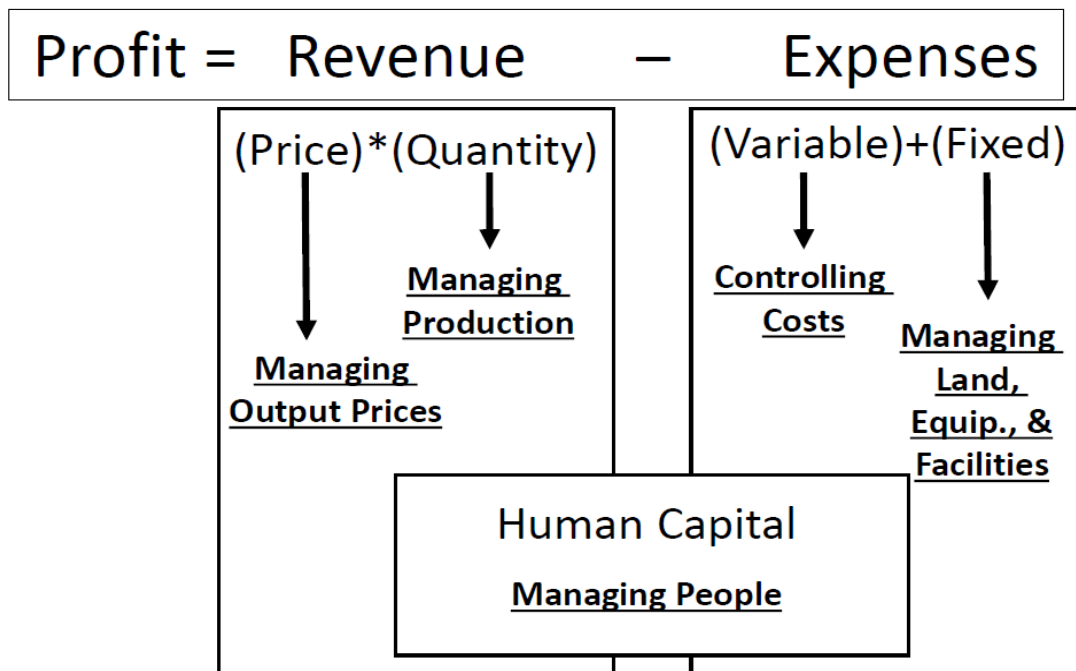 Profit = Revenue – Expenses
(Price)*(Quantity)
Managing
Production
Managing
Output Prices
(Variable)+(Fixed)
Controlling
Costs
Managing
Land,
Equip., &
Facilities
Human Capital
Managing People